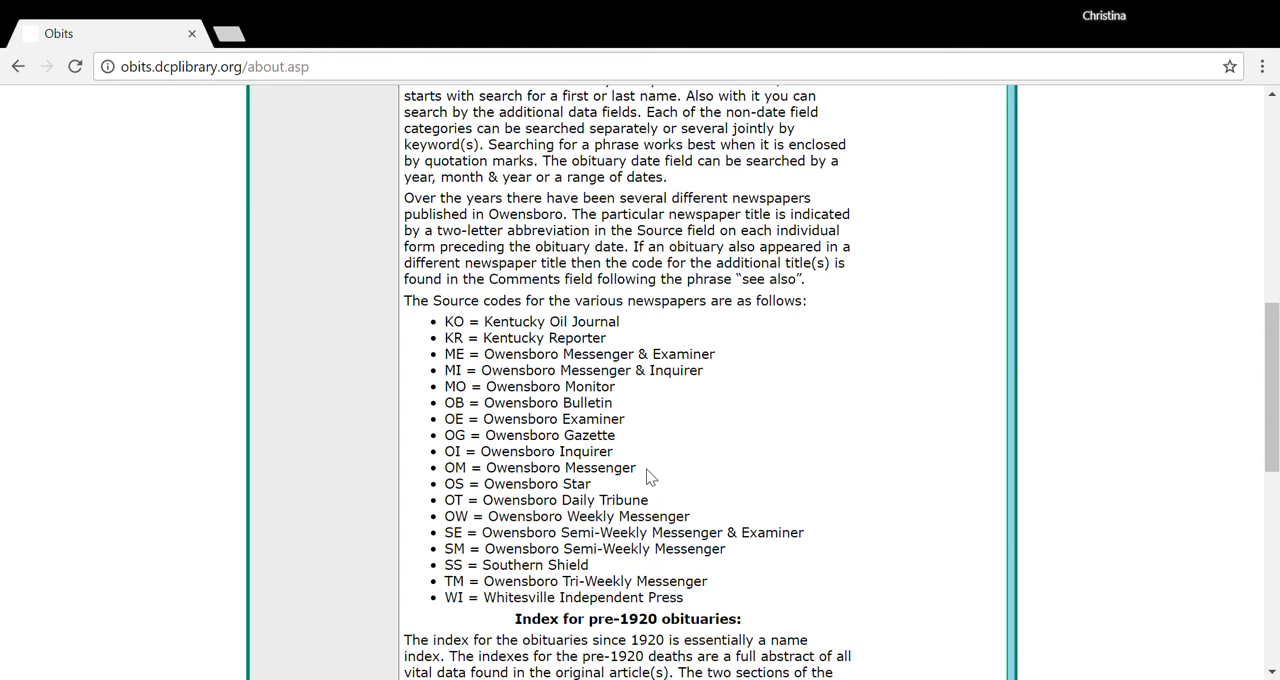 Christina
Obits
obits.dcplibrary.org/about.asp
starts with search for a first or last name. Also with it you can
search by the additional data fields. Each of the non-date field
categories can be searched separately or several jointly by
keyword(s). Searching for a phrase works best when it is enclosed
by quotation marks. The obituary date field can be searched by a
year, month & year or a range of dates.
Over the years there have been several different newspapers
published in Owensboro. The particular newspaper title is indicated
by a two-letter abbreviation in the Source field on each individual
form preceding the obituary date. If an obituary also appeared in a
different newspaper title then the code for the additional title(s) is
found in the Comments field following the phrase “see also”.
The Source codes for the various newspapers are as follows:
• KO = Kentucky Oil Journal
• KR = Kentucky Reporter
• ME = Owensboro Messenger & Examiner
• MI = Owensboro Messenger & Inquirer
• MO = Owensboro Monitor
• OB = Owensboro Bulletin
• OE = Owensboro Examiner
• OG = Owensboro Gazette
• OI = Owensboro Inquirer
• OM = Owensboro Messenger
• OS = Owensboro Star
• OT = Owensboro Daily Tribune
• OW = Owensboro Weekly Messenger
• SE = Owensboro Semi-Weekly Messenger & Examiner
• SM = Owensboro Semi-Weekly Messenger
• SS = Southern Shield
• TM = Owensboro Tri-Weekly Messenger
• WI = Whitesville Independent Press
Index for pre-1920 obituaries:
The index for the obituaries since 1920 is essentially a name
index. The indexes for the pre-1920 deaths are a full abstract of all
vital data found in the original article(s). The two sections of the